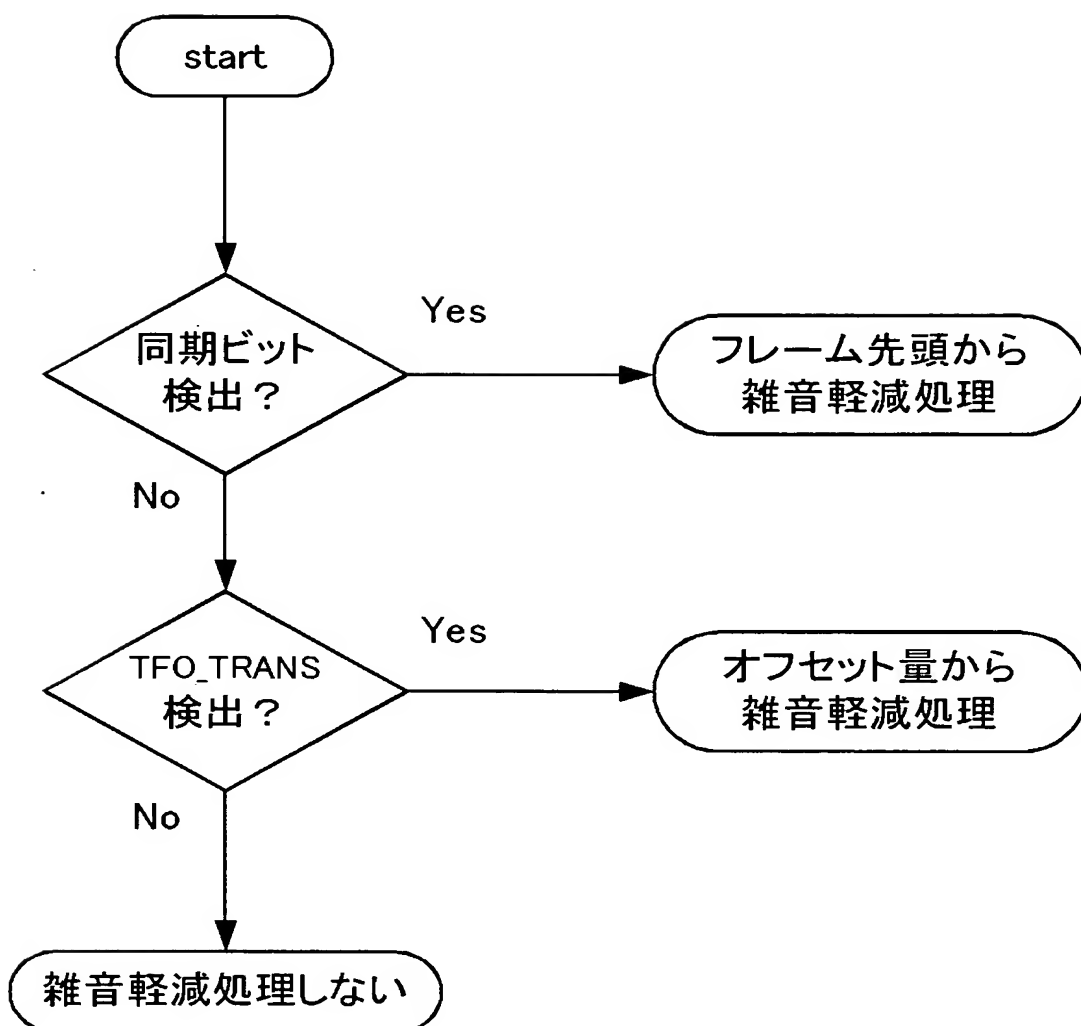 start
同期ビット
検出？
Yes
フレーム先頭から
雑音軽減処理
No
TFO_TRANS
検出？
Yes
オフセット量から
雑音軽減処理
No
雑音軽減処理しない